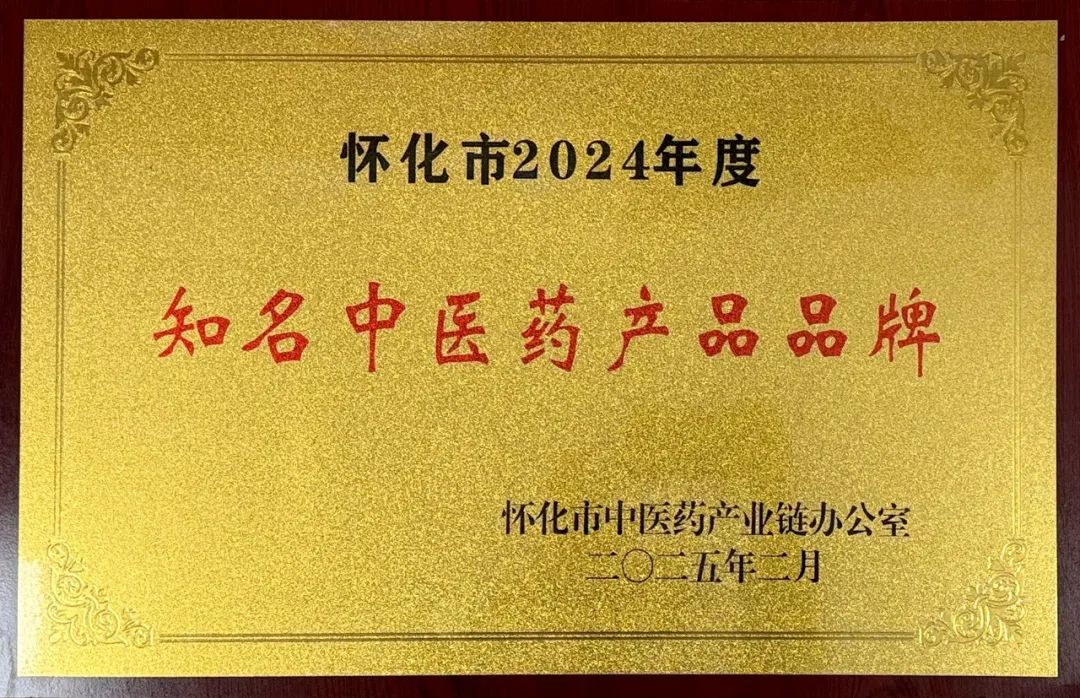 怀化市2024年度
知名中医药产品品牌
怀化市中医药产业链办公室
二〇二五年二月